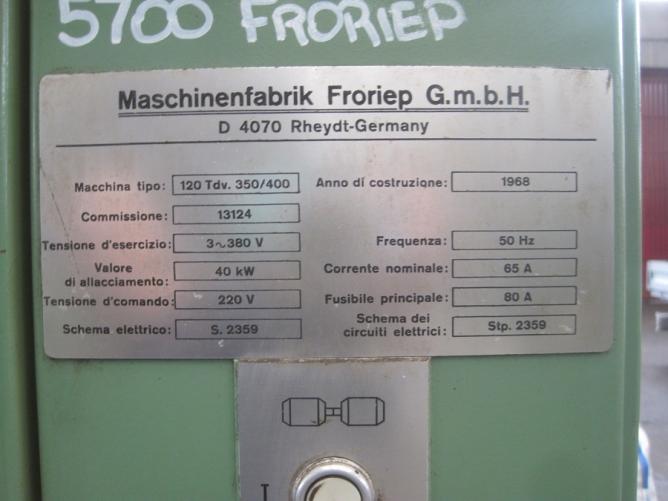 5700 FRORIEP
Maschinenfabrik Froriep G.m.b.H.
D 4070 Rheydt-Germany
Macchina tipo: 120 Tdv. 350/400 Anno di costruzione: 1968
Commissione: 13124
Tensione d'esercizio: 3~380 V Frequenza: 50 Hz
Valore di allacciamento: 40 kW Corrente nominale: 65 A
Tensione d'comando: 220 V Fusibile principale: 80 A
Schema elettrico: S. 2359 Schema dei circuiti elettrici: Stp. 2359
I